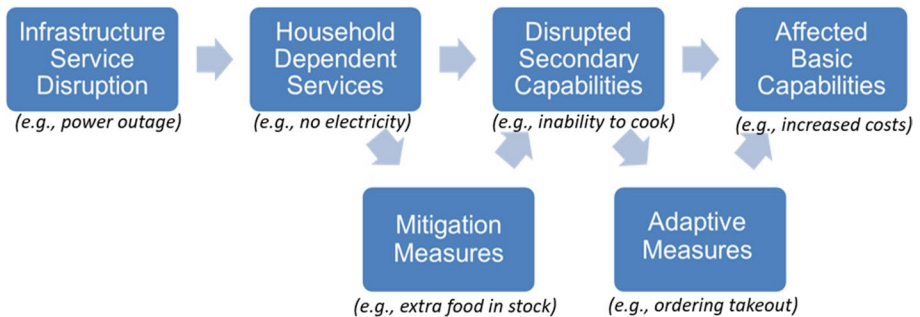 Infrastructure
Service
Disruption
(e.g., power outage)
Household
Dependent
Services
(e.g., no electricity)
Disrupted
Secondary
Capabilities
(e.g., inability to cook)
Affected
Basic
Capabilities
(e.g., increased costs)
Mitigation
Measures
(e.g., extra food in stock)
Adaptive
Measures
(e.g., ordering takeout)